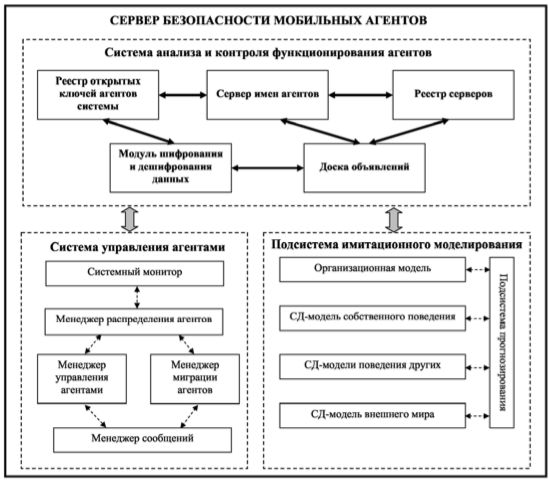 СЕРВЕР БЕЗОПАСНОСТИ МОБИЛЬНЫХ АГЕНТОВ
Система анализа и контроля функционирования агентов
Реестр открытых
ключей агентов
системы
Сервер имен агентов
Реестр серверов
Модуль шифрования
и дешифрования
данных
Доска объявлений
Система управления агентами
Системный монитор
Менеджер распределения агентов
Менеджер
управления
агентами
Менеджер
миграции
агентов
Менеджер сообщений
Подсистема имитационного моделирования
Организационная модель
СД-модель собственного поведения
СД-модели поведения других
СД-модель внешнего мира
Подсистема прогнозирования